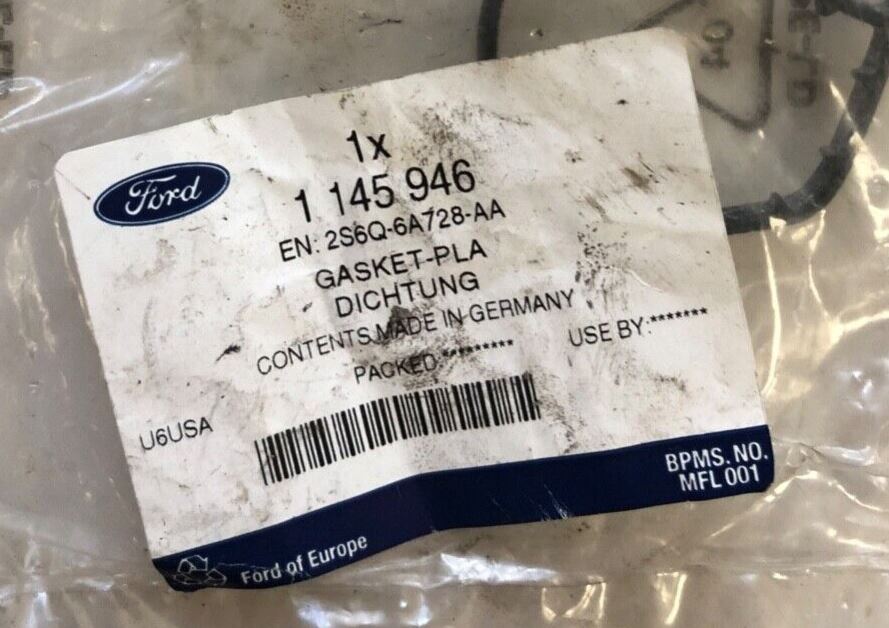 1x
Ford
1 145 946
EN: 2S6Q-6A728-AA
GASKET-PLA
DICHTUNG
CONTENTS MADE IN GERMANY
PACKED:*********
USE BY:*******
U6USA
BPMS. NO.
MFL 001
Ford of Europe
04